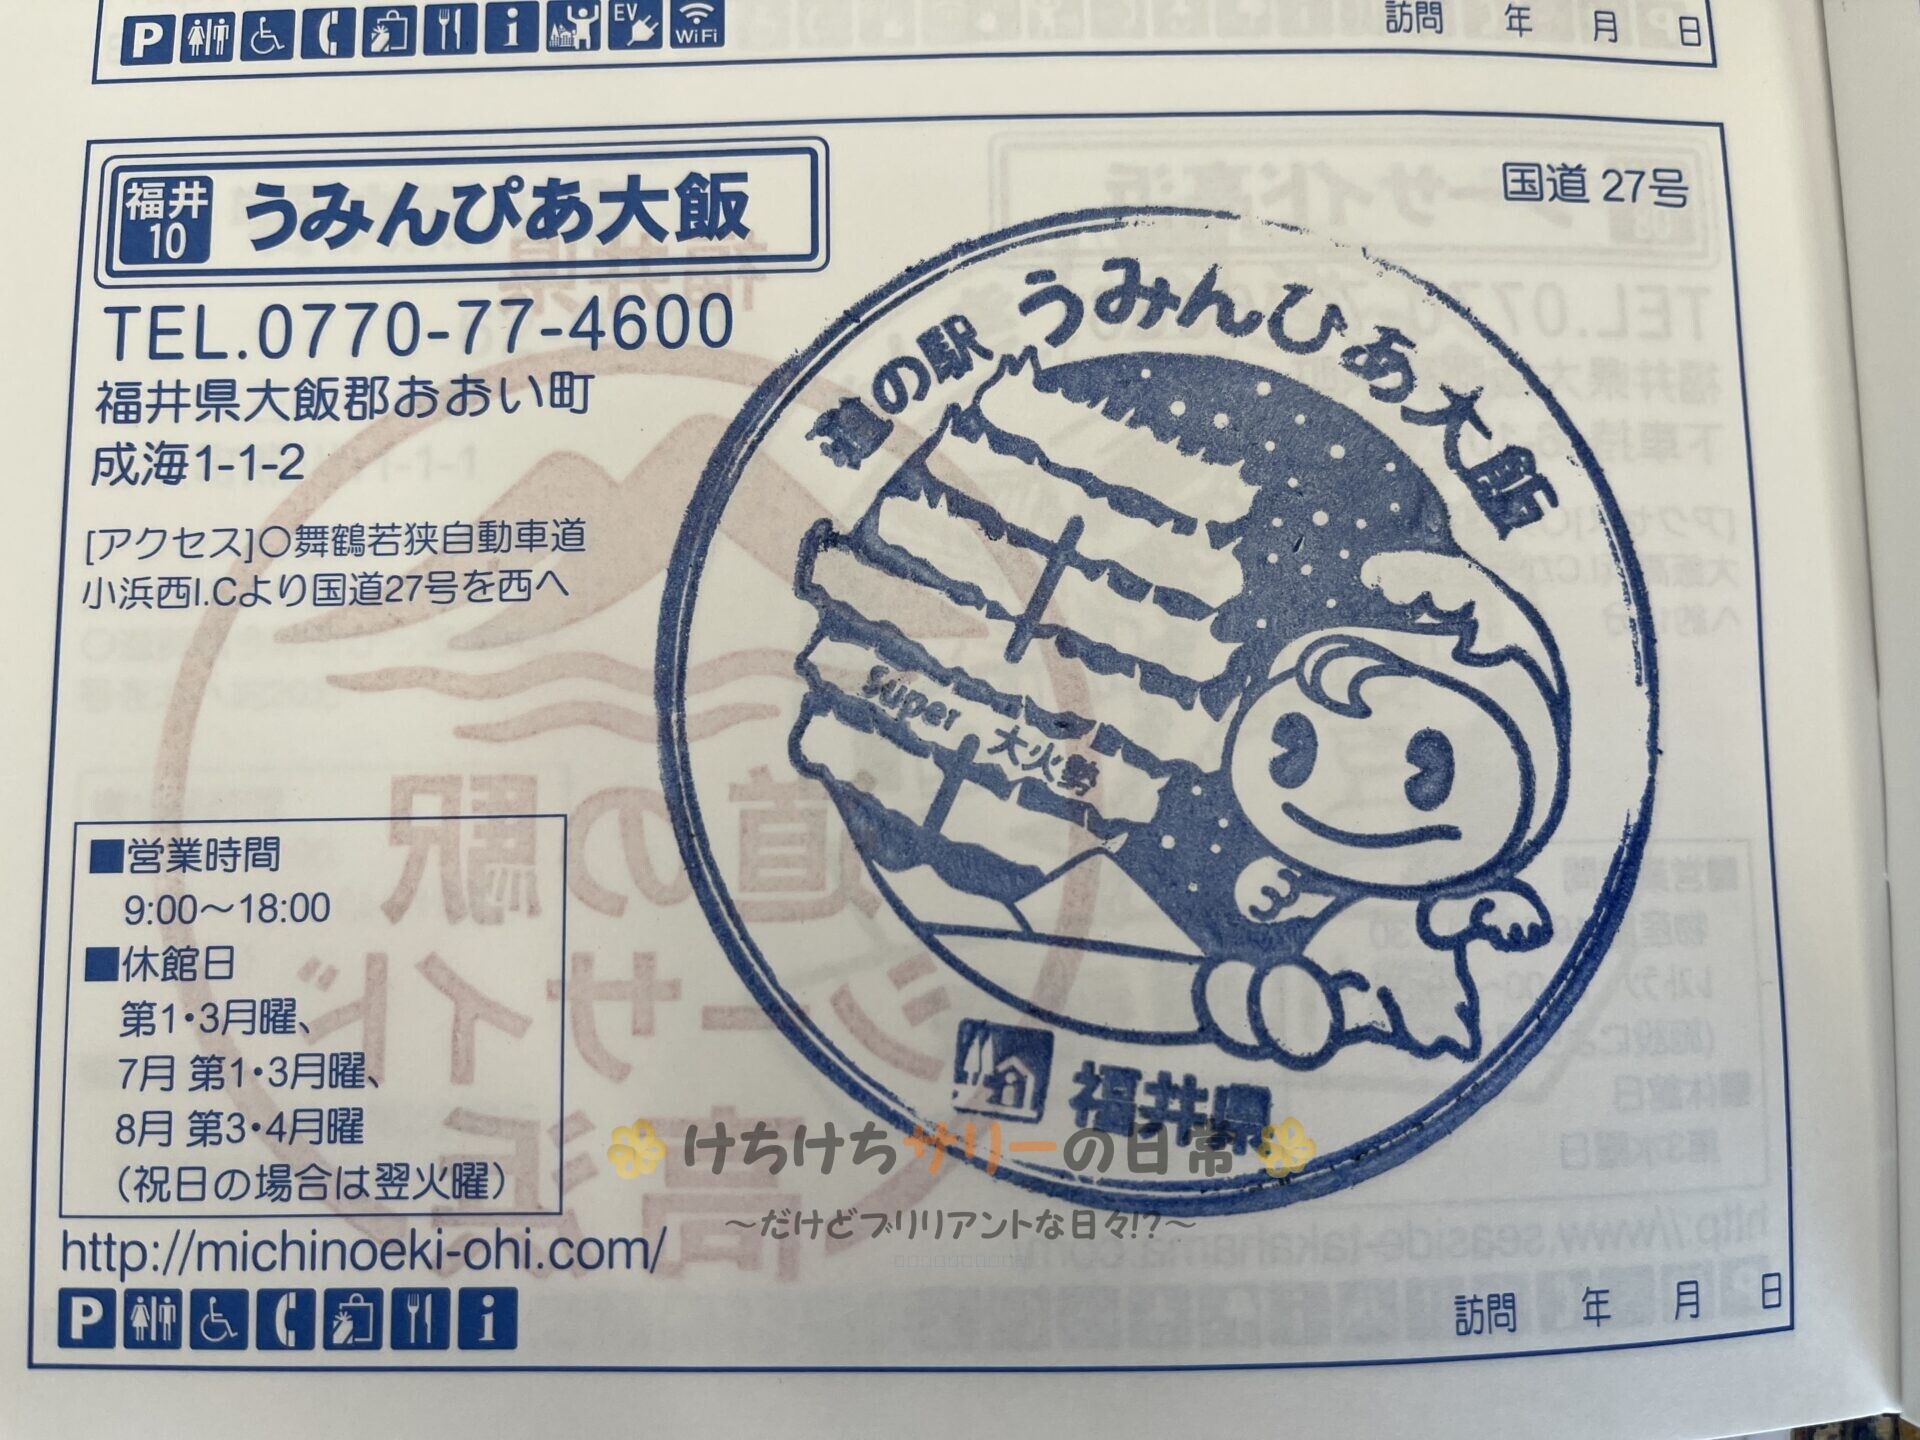 P
i
EV
WiFi
訪問 年 月 日
福井
10
うみんぴあ大飯
国道 27号
TEL.0770-77-4600
福井県大飯郡おおい町
成海1-1-2
[アクセス]○舞鶴若狭自動車道
小浜西I.Cより国道27号を西へ
■営業時間
9:00〜18:00
■休館日
第1・3月曜、
7月 第1・3月曜、
8月 第3・4月曜
(祝日の場合は翌火曜)
http://michinoeki-ohi.com/
P
i
訪問 年 月 日
道の駅 うみんぴあ大飯
super 大火勢
福井県
けちけちサリーの日常
〜だけどブリリアントな日々!?〜